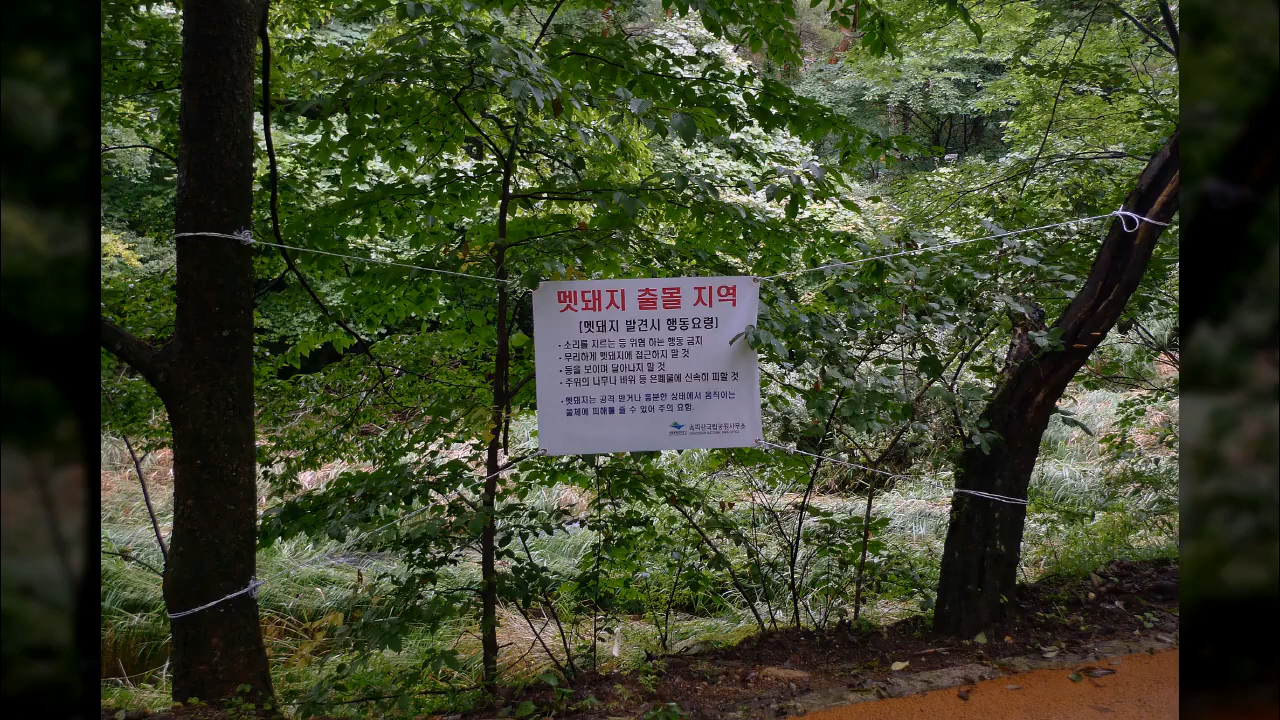 멧돼지 출몰 지역
(멧돼지 발견시 행동요령)
• 소리를 지르는 등 위협 하는 행동 금지
• 무리하게 멧돼지에 접근하지 말 것
• 등을 보이며 달아나지 말 것
• 주위의 나무나 바위 등 은폐물에 신속히 피할 것
• 멧돼지는 공격 받거나 흥분한 상태에서 움직이는
물체에 피해를 줄 수 있어 주의 요함.
속리산국립공원사무소